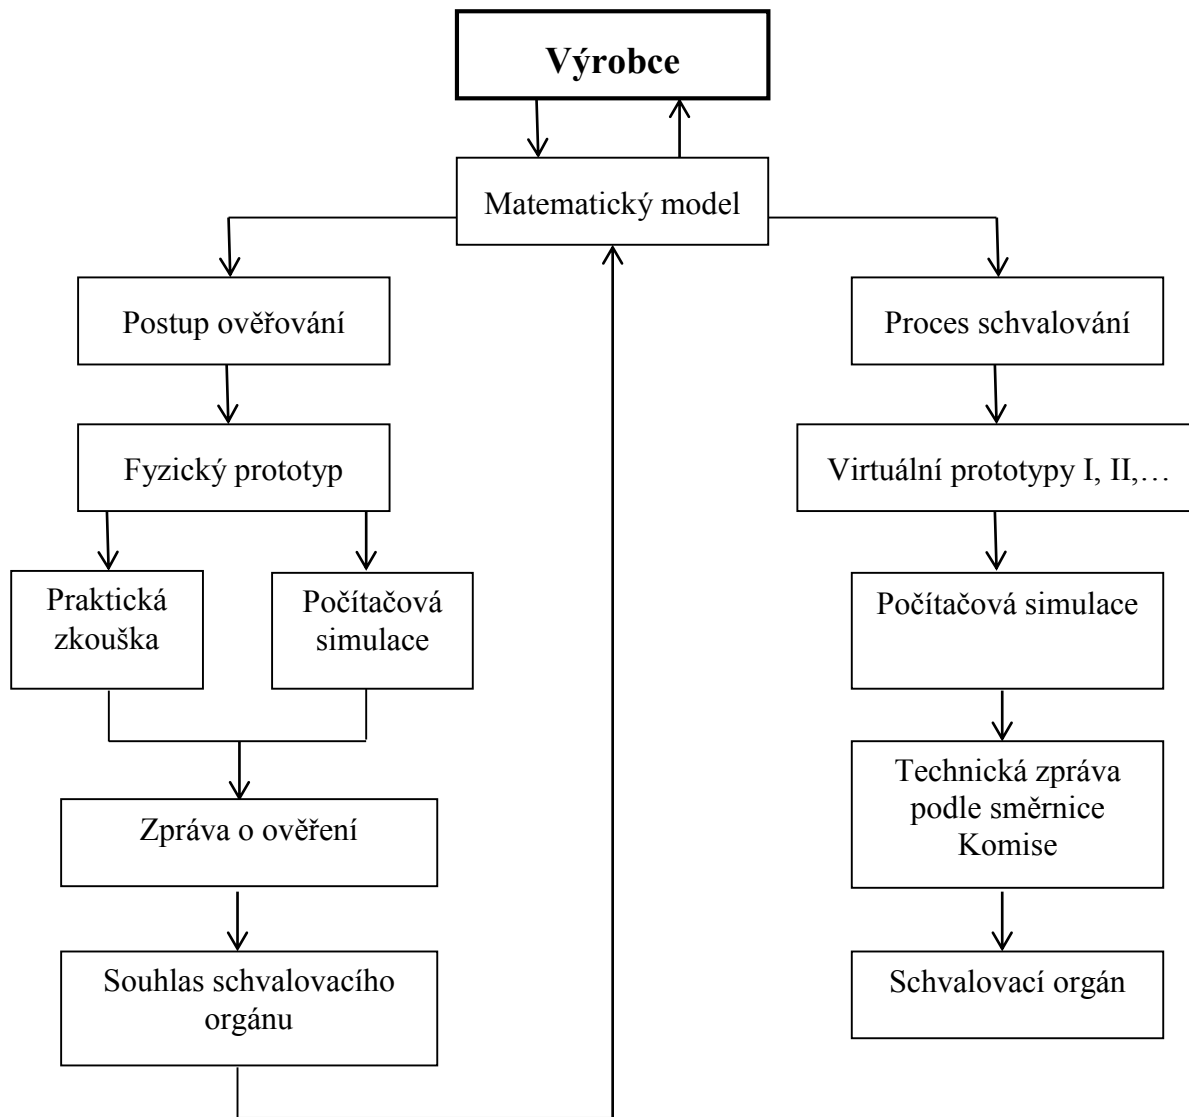 Výrobce
Matematický model
Postup ověřování
Proces schvalování
Fyzický prototyp
Virtuální prototypy I, II,…
Praktická
zkouška
Počítačová
simulace
Počítačová simulace
Zpráva o ověření
Technická zpráva
podle směrnice
Komise
Souhlas schvalovacího
orgánu
Schvalovací orgán